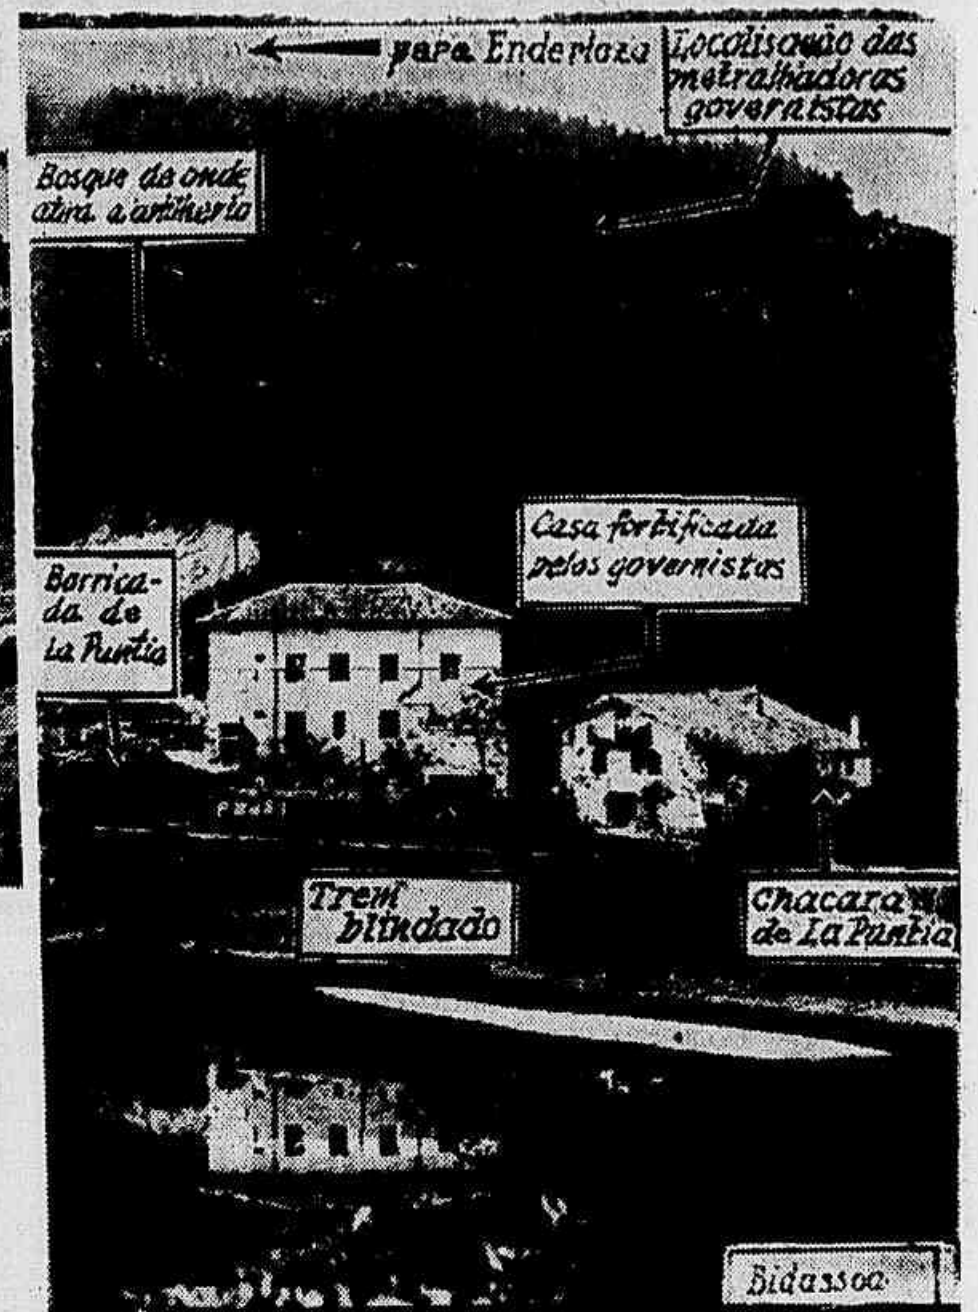 para Enderloza
Localisação das
metralhadoras
governistas
Bosque de onde
atira a artilheria
Casa fortificada
pelos governistas
Barrica-
da de
La Puntia
Trem
blindado
Chacara
de La Puntia
Bidassoa